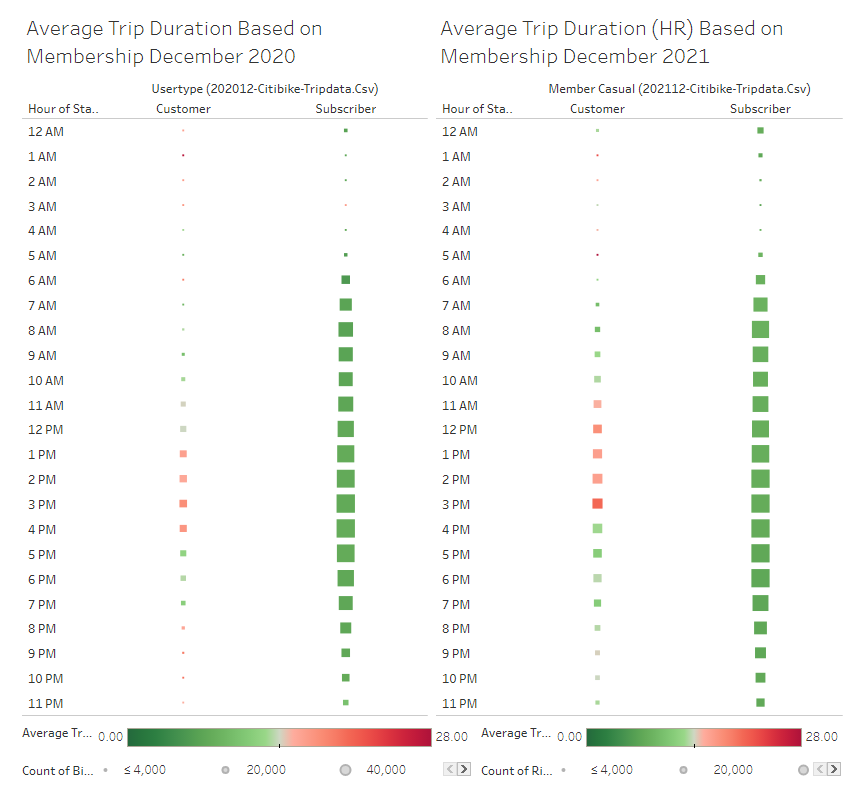 Average Trip Duration Based on
Membership December 2020
Usertype (202012-Citibike-Tripdata.Csv)
Hour of Sta.. Customer Subscriber
12 AM
1 AM
2 AM
3 AM
4 AM
5 AM
6 AM
7 AM
8 AM
9 AM
10 AM
11 AM
12 PM
1 PM
2 PM
3 PM
4 PM
5 PM
6 PM
7 PM
8 PM
9 PM
10 PM
11 PM
Average Tr... 0.00 28.00
Count of Bi... ≤ 4,000 20,000 40,000
Average Trip Duration (HR) Based on
Membership December 2021
Member Casual (202112-Citibike-Tripdata.Csv)
Hour of Sta.. Customer Subscriber
12 AM
1 AM
2 AM
3 AM
4 AM
5 AM
6 AM
7 AM
8 AM
9 AM
10 AM
11 AM
12 PM
1 PM
2 PM
3 PM
4 PM
5 PM
6 PM
7 PM
8 PM
9 PM
10 PM
11 PM
Average Tr... 0.00 28.00
Count of Ri... ≤ 4,000 20,000